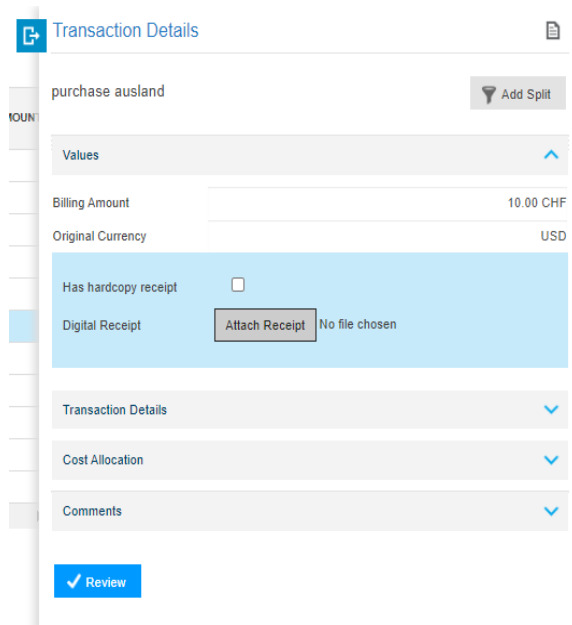 Transaction Details
purchase ausland
Add Split
Values
Billing Amount 10.00 CHF
Original Currency USD
Has hardcopy receipt
Digital Receipt Attach Receipt No file chosen
Transaction Details
Cost Allocation
Comments
Review